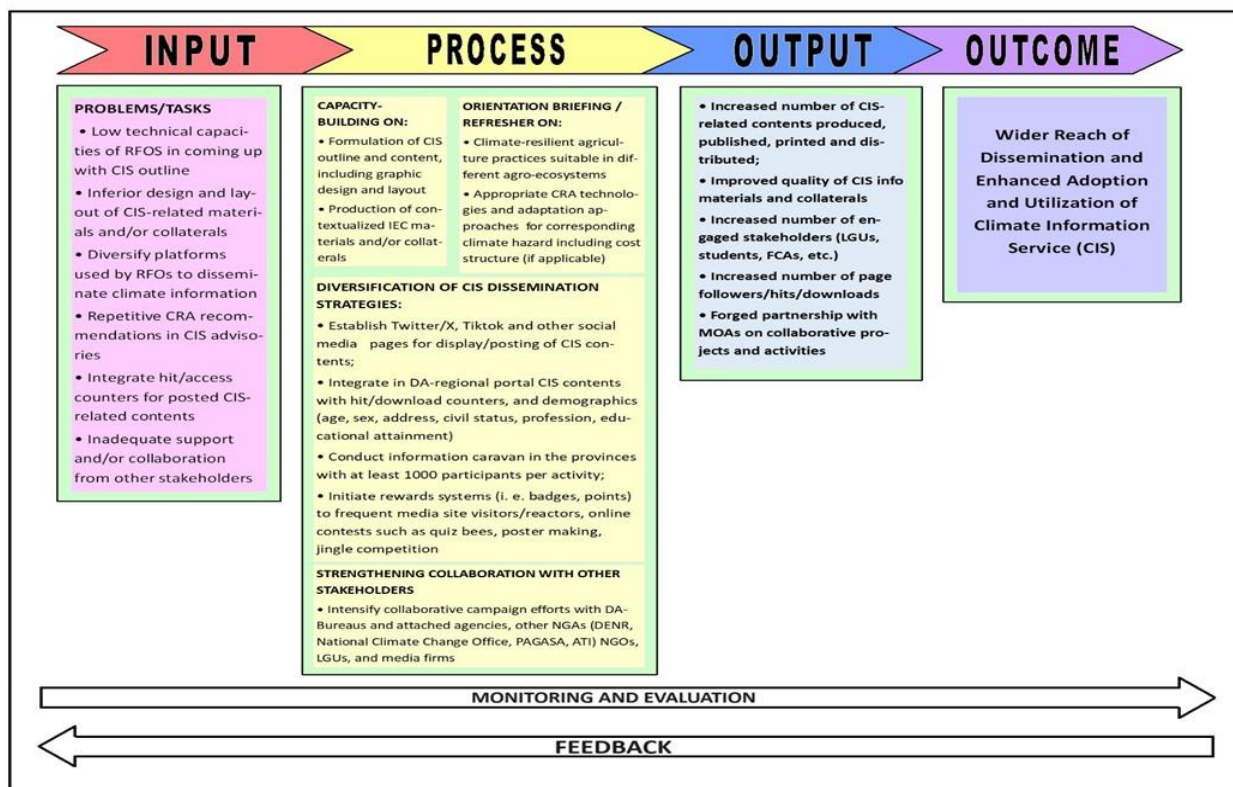 INPUT
PROCESS
OUTPUT
OUTCOME
PROBLEMS/TASKS
• Low technical capaci-
ties of RFOS in coming up
with CIS outline
• Inferior design and lay-
out of CIS-related materi-
als and/or collaterals
• Diversify platforms
used by RFOs to dissemi-
nate climate information
• Repetitive CRA recom-
mendations in CIS adviso-
ries
• Integrate hit/access
counters for posted CIS-
related contents
• Inadequate support
and/or collaboration
from other stakeholders
CAPACITY-
BUILDING ON:
• Formulation of CIS
outline and content,
including graphic
design and layout
• Production of con-
textualized IEC ma-
terials and/or collat-
erals
ORIENTATION BRIEFING /
REFRESHER ON:
• Climate-resilient agricul-
ture practices suitable in dif-
ferent agro-ecosystems
• Appropriate CRA technolo-
gies and adaptation ap-
proaches for corresponding
climate hazard including cost
structure (if applicable)
DIVERSIFICATION OF CIS DISSEMINATION
STRATEGIES:
• Establish Twitter/X, Tiktok and other social
media pages for display/posting of CIS con-
tents;
• Integrate in DA-regional portal CIS contents
with hit/download counters, and demographics
(age, sex, address, civil status, profession, edu-
cational attainment)
• Conduct information caravan in the provinces
with at least 1000 participants per activity;
• Initiate rewards systems (i. e. badges, points)
to frequent media site visitors/reactors, online
contests such as quiz bees, poster making,
jingle competition
STRENGTHENING COLLABORATION WITH OTHER
STAKEHOLDERS
• Intensify collaborative campaign efforts with DA-
Bureaus and attached agencies, other NGAs (DENR,
National Climate Change Office, PAGASA, ATI) NGOs,
LGUs, and media firms
• Increased number of CIS-
related contents produced,
published, printed and dis-
tributed;
• Improved quality of CIS info
materials and collaterals
• Increased number of en-
gaged stakeholders (LGUs,
students, FCAs, etc.)
• Increased number of page
followers/hits/downloads
• Forged partnership with
MOAs on collaborative pro-
jects and activities
Wider Reach of
Dissemination and
Enhanced Adoption
and Utilization of
Climate Information
Service (CIS)
MONITORING AND EVALUATION
FEEDBACK